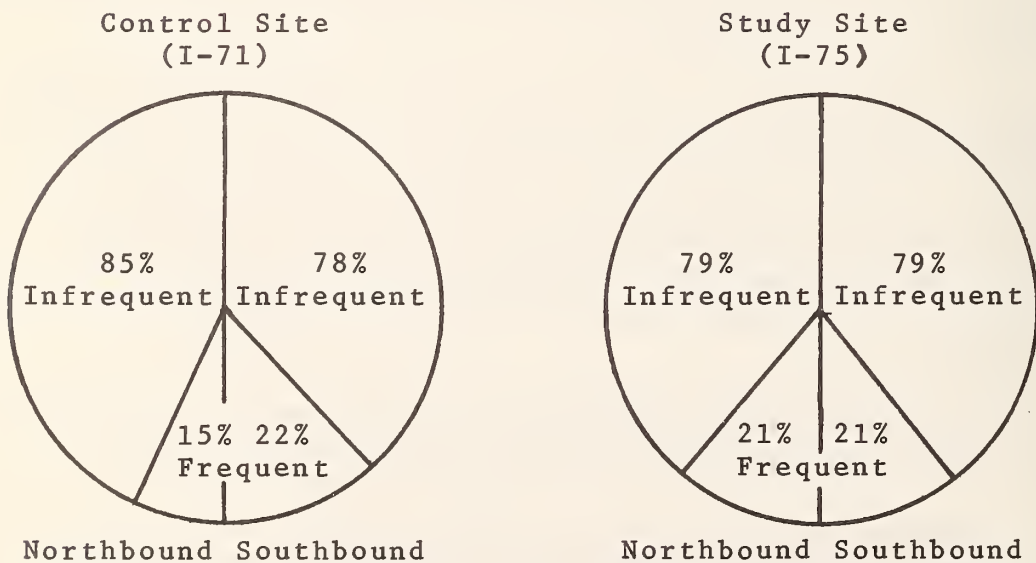 Control Site
(I-71)
85%
Infrequent
78%
Infrequent
15% 22%
Frequent
Northbound Southbound
Study Site
(I-75)
79%
Infrequent
79%
Infrequent
21% 21%
Frequent
Northbound Southbound